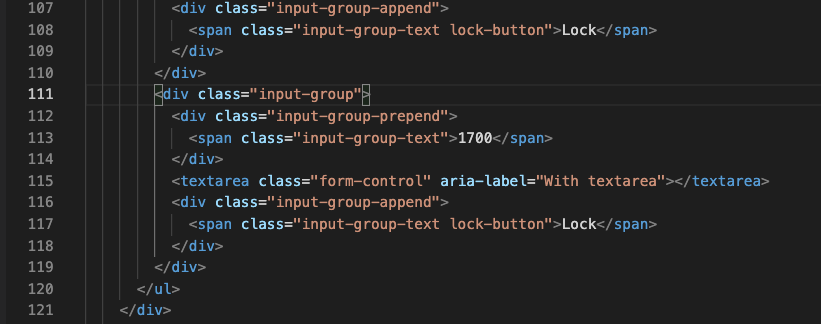 107 <div class="input-group-append">
108 <span class="input-group-text lock-button">Lock</span>
109 </div>
110 </div>
111 <div class="input-group">
112 <div class="input-group-prepend">
113 <span class="input-group-text">1700</span>
114 </div>
115 <textarea class="form-control" aria-label="With textarea"></textarea>
116 <div class="input-group-append">
117 <span class="input-group-text lock-button">Lock</span>
118 </div>
119 </div>
120 </ul>
121 </div>